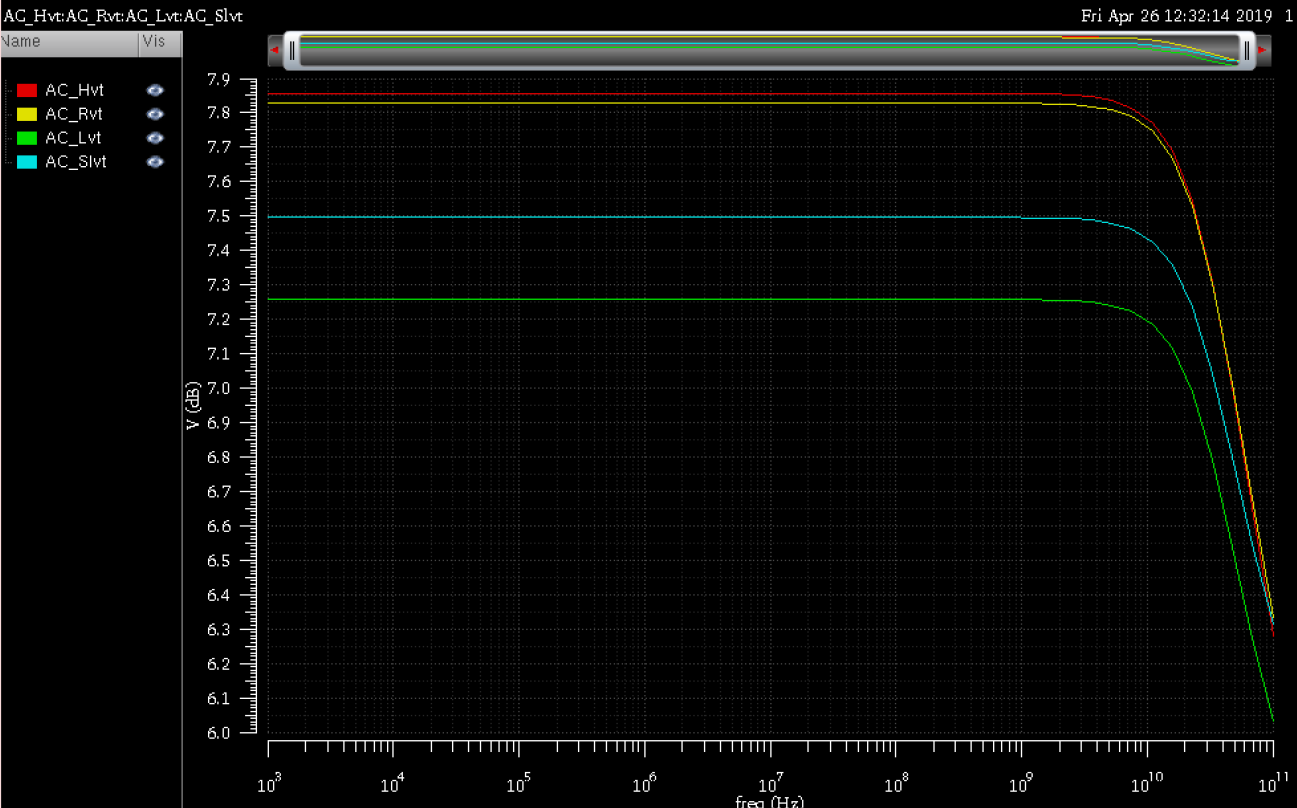 AC_Hvt:AC_Rvt:AC_Lvt:AC_Slvt Fri Apr 26 12:32:14 2019 1
Name Vis
AC_Hvt
AC_Rvt
AC_Lvt
AC_Slvt
7.9
7.8
7.7
7.6
7.5
7.4
7.3
7.2
7.1
7.0
6.9
6.8
6.7
6.6
6.5
6.4
6.3
6.2
6.1
6.0
V (dB)
10³ 10⁴ 10⁵ 10⁶ 10⁷ 10⁸ 10⁹ 10¹⁰ 10¹¹
freq (Hz)